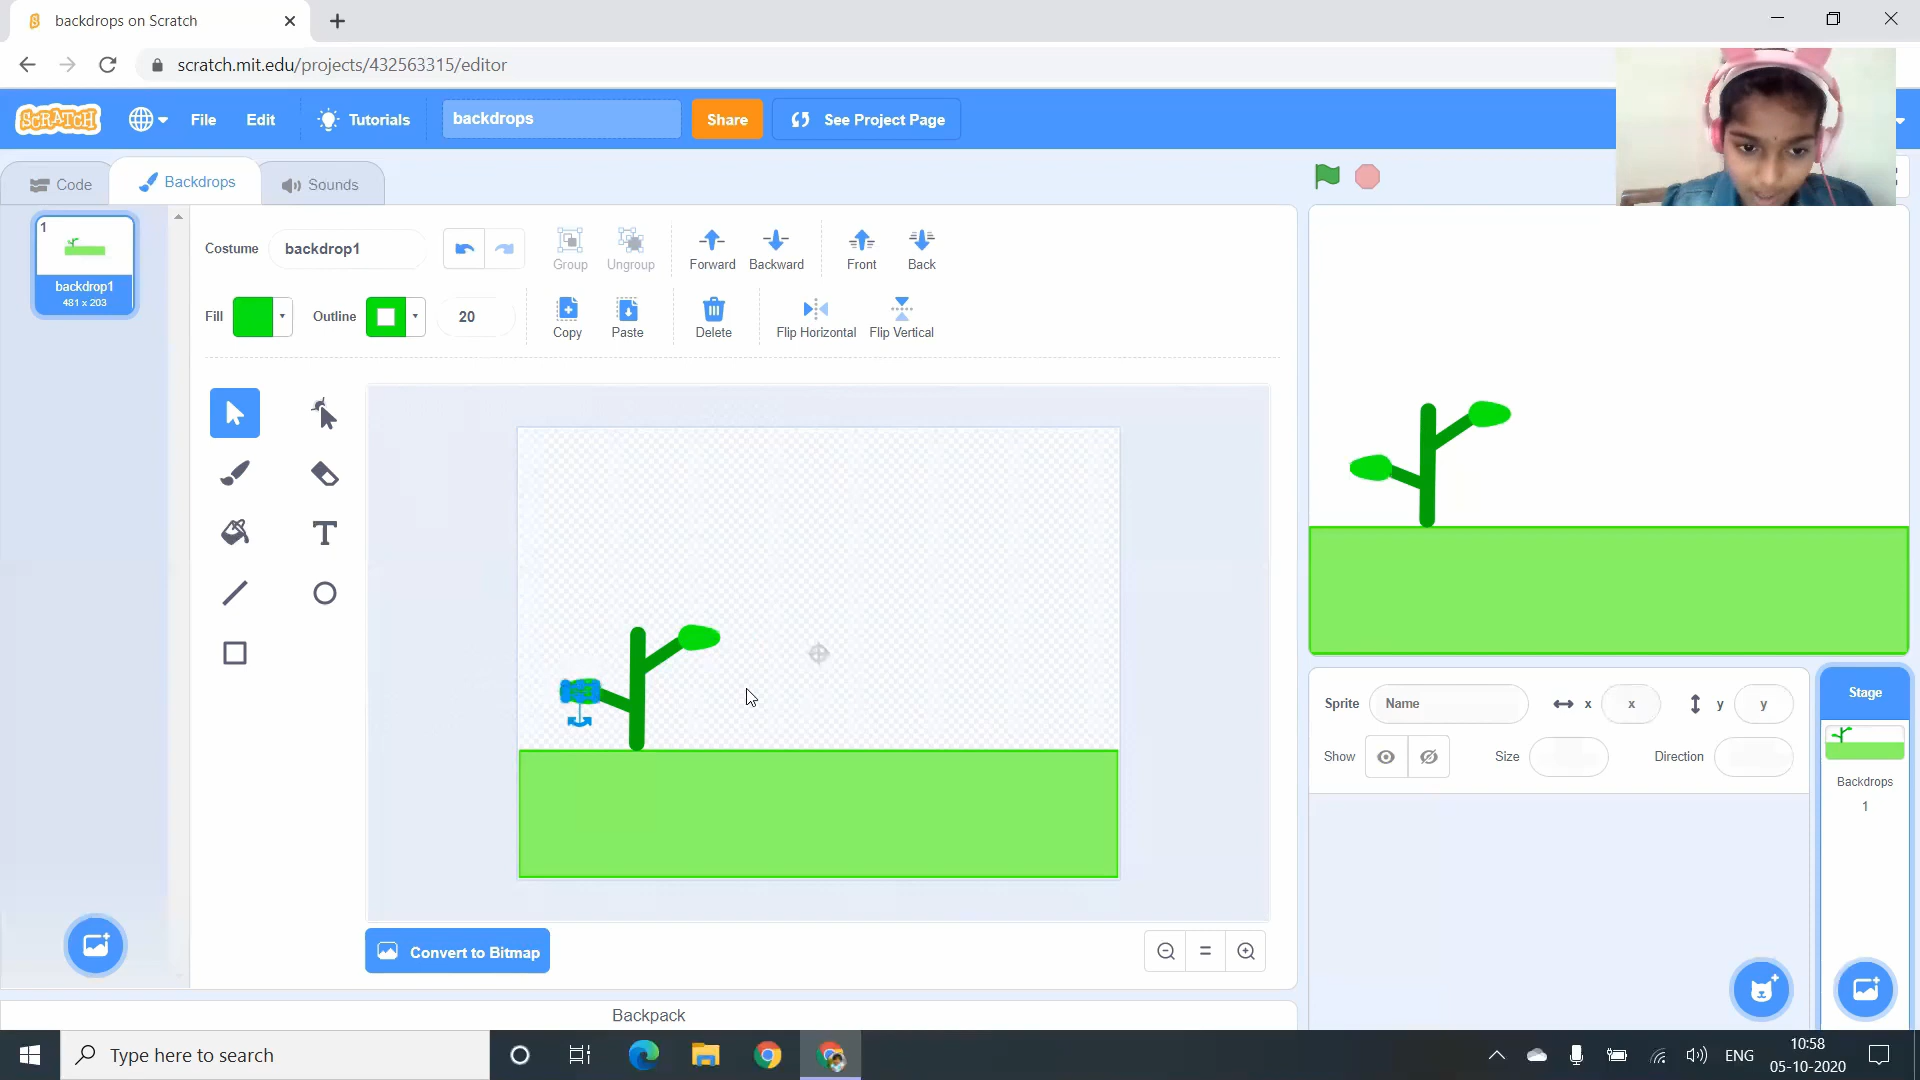 backdrops on Scratch
scratch.mit.edu/projects/432563315/editor
SCRATCH
File
Edit
Tutorials
backdrops
Share
See Project Page
Code
Backdrops
Sounds
1
backdrop1
481 x 203
Costume
backdrop1
Group
Ungroup
Forward
Backward
Front
Back
Fill
Outline
20
Copy
Paste
Delete
Flip Horizontal
Flip Vertical
T
Convert to Bitmap
Backpack
Sprite
Name
x
x
y
y
Show
Size
Direction
Stage
Backdrops
1
Type here to search
ENG
10:58
05-10-2020